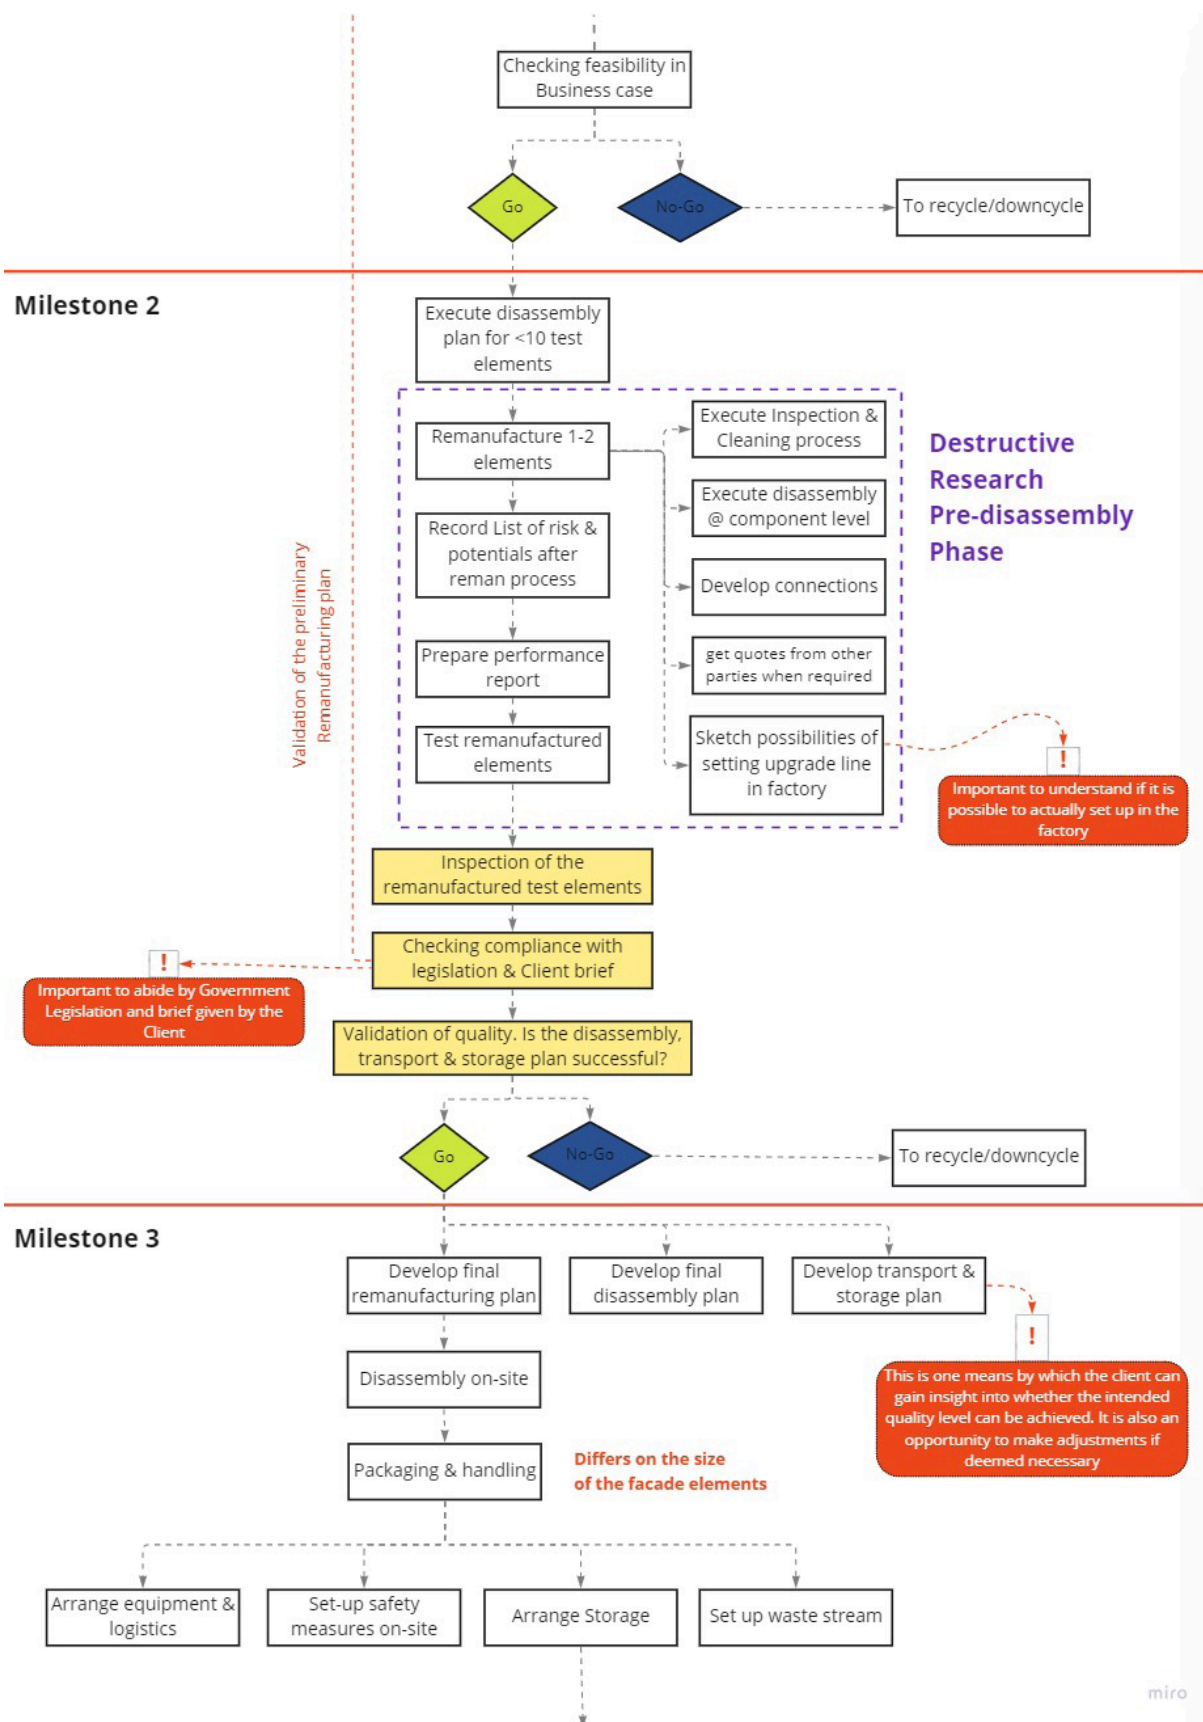 Checking feasibility in
Business case
Go
No-Go
To recycle/downcycle
Milestone 2
Execute disassembly
plan for <10 test
elements
Remanufacture 1-2
elements
Execute Inspection &
Cleaning process
Destructive
Research
Pre-disassembly
Phase
Execute disassembly
@ component level
Record List of risk &
potentials after
reman process
Develop connections
Validation of the preliminary
Remanufacturing plan
Prepare performance
report
get quotes from other
parties when required
Test remanufactured
elements
Sketch possibilities of
setting upgrade line
in factory
!
Important to understand if it is
possible to actually set up in the
factory
Inspection of the
remanufactured test elements
Checking compliance with
legislation & Client brief
!
Important to abide by Government
Legislation and brief given by the
Client
Validation of quality. Is the disassembly,
transport & storage plan successful?
Go
No-Go
To recycle/downcycle
Milestone 3
Develop final
remanufacturing plan
Develop final
disassembly plan
Develop transport &
storage plan
!
This is one means by which the client can
gain insight into whether the intended
quality level can be achieved. It is also an
opportunity to make adjustments if
deemed necessary
Disassembly on-site
Packaging & handling
Differs on the size
of the facade elements
Arrange equipment &
logistics
Set-up safety
measures on-site
Arrange Storage
Set up waste stream
miro